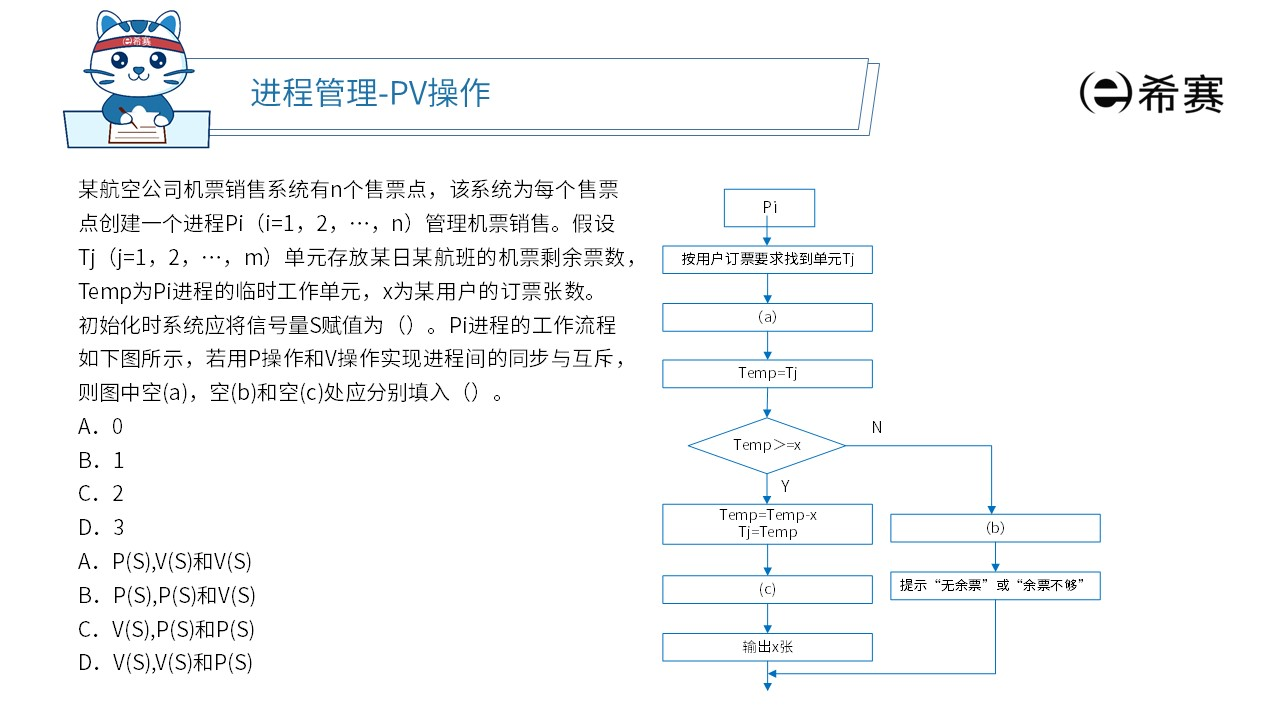 进程管理-PV操作
(e)希赛
(e)希赛
某航空公司机票销售系统有n个售票点，该系统为每个售票
点创建一个进程Pi（i=1，2，…，n）管理机票销售。假设
Tj（j=1，2，…，m）单元存放某日某航班的机票剩余票数，
Temp为Pi进程的临时工作单元，x为某用户的订票张数。
初始化时系统应将信号量S赋值为（）。Pi进程的工作流程
如下图所示，若用P操作和V操作实现进程间的同步与互斥，
则图中空(a)，空(b)和空(c)处应分别填入（）。
A．0
B．1
C．2
D．3
A．P(S),V(S)和V(S)
B．P(S),P(S)和V(S)
C．V(S),P(S)和P(S)
D．V(S),V(S)和P(S)
Pi
按用户订票要求找到单元Tj
(a)
Temp=Tj
Temp＞=x
N
Y
Temp=Temp-x
Tj=Temp
(b)
(c)
提示“无余票”或“余票不够”
输出x张